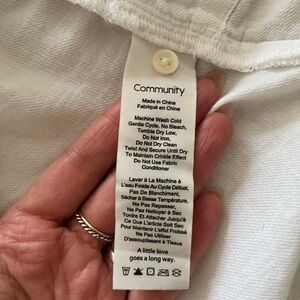 Community
Made in China
Fabriqué en Chine
Machine Wash Cold
Gentle Cycle, No Bleach,
Tumble Dry Low,
Do Not Iron,
Do Not Dry Clean
Twist And Secure Until Dry
To Maintain Crinkle Effect
Do Not Use Fabric
Conditioner
Laver à La Machine à
L'eau Froide Au Cycle Délicat,
Pas De Blanchiment,
Sécher à Basse Température,
Ne Pas Repasser,
Ne Pas Nettoyer à Sec
Tordre Et Attacher Jusqu'à
Ce Que L'article Soit Sec
Pour Maintenir L'effet Froissé
Ne Pas Utiliser
D'assouplissant à Tissus
A little love
goes a long way.